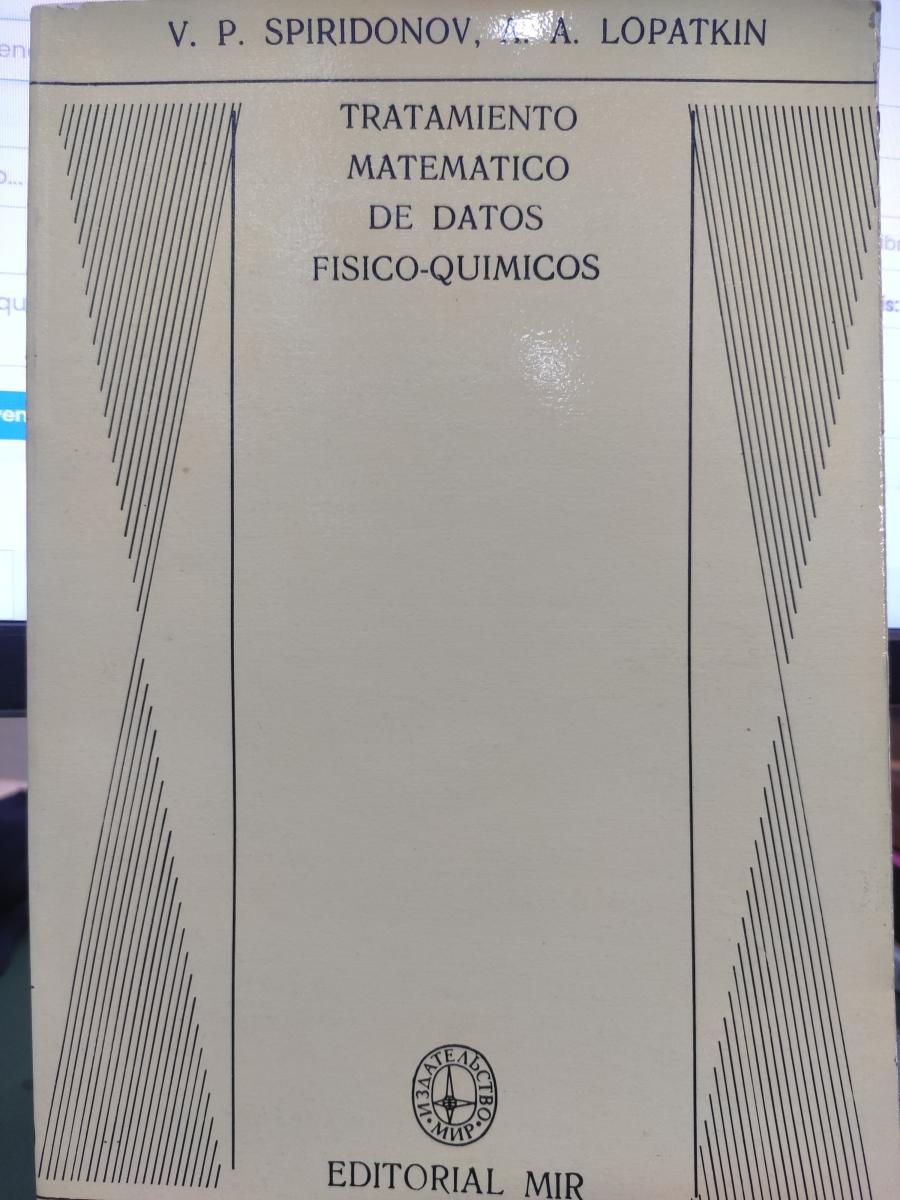 V. P. SPIRIDONOV, A. A. LOPATKIN
TRATAMIENTO
MATEMATICO
DE DATOS
FISICO-QUIMICOS
ИЗДАТЕЛЬСТВО
• МИР •
EDITORIAL MIR